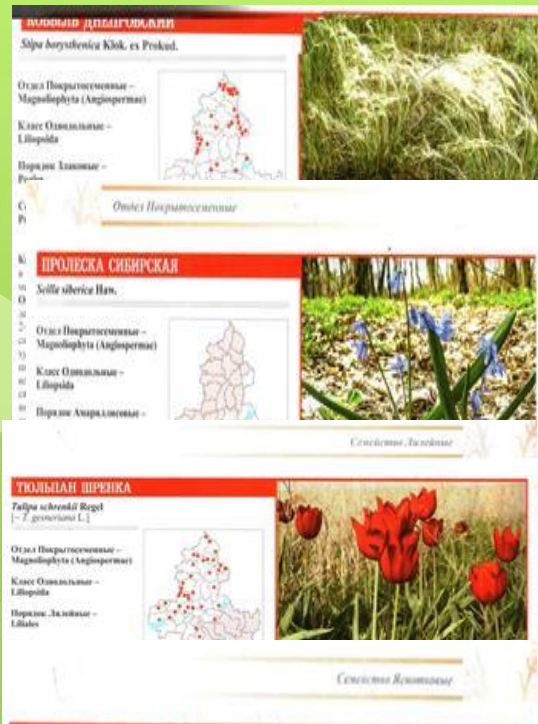 КОВЫЛЬ ДНЕПРОВСКИЙ
Stipa borysthenica Klok. ex Prokud.
Отдел Покрытосеменные –
Magnoliophyta (Angiospermae)
Класс Однодольные –
Liliopsida
Порядок Злаковые –
Отдел Покрытосеменные
ПРОЛЕСКА СИБИРСКАЯ
Scilla siberica Haw.
Отдел Покрытосеменные –
Magnoliophyta (Angiospermae)
Класс Однодольные –
Liliopsida
Порядок Амариллисовые –
Семейство Лилейные
ТЮЛЬПАН ШРЕНКА
Tulipa schrenkii Regel
[– T. gesneriana L.]
Отдел Покрытосеменные –
Magnoliophyta (Angiospermae)
Класс Однодольные –
Liliopsida
Порядок Лилейные –
Liliales
Семейство Яснотковые